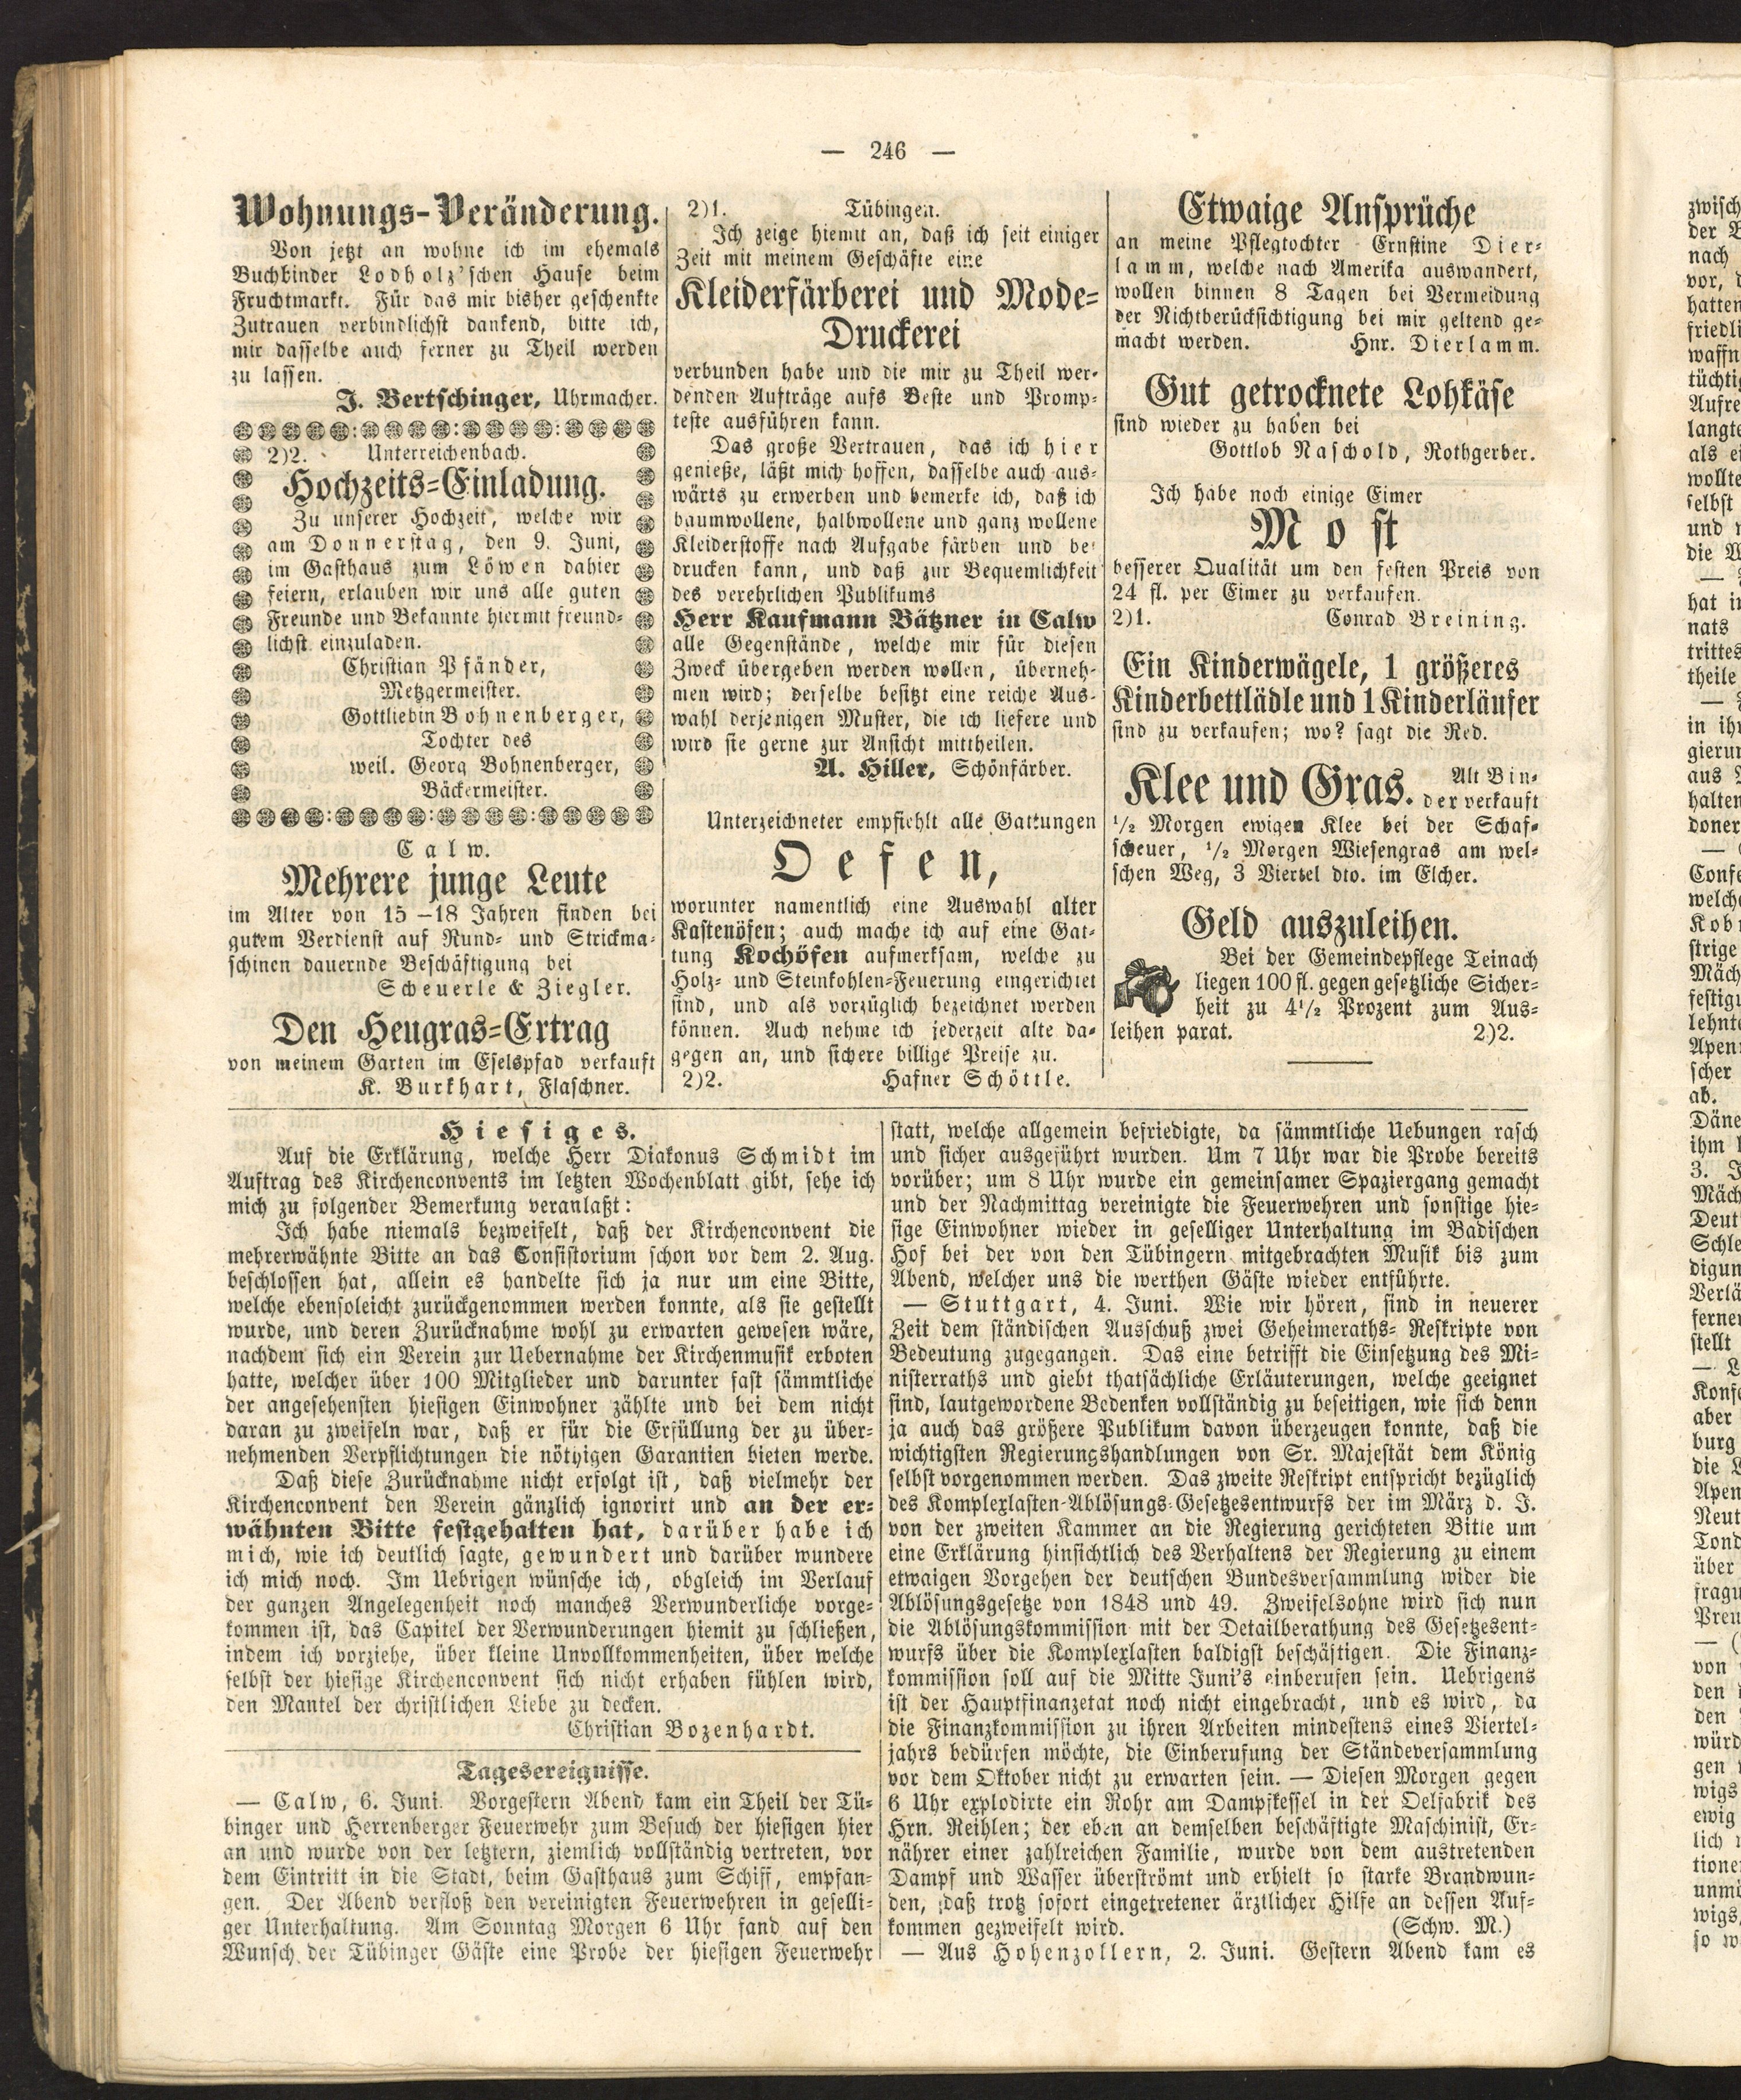 — 246 —
Wohnungs-Veränderung.
Von jetzt an wohne ich im ehemals
Buchbinder Lodholz'schen Hause beim
Fruchtmarkt. Für das mir bisher geschenkte
Zutrauen verbindlichst dankend, bitte ich,
mir dasselbe auch ferner zu Theil werden
zu lassen.
J. Bertschinger, Uhrmacher.
2)2. Unterreichenbach.
Hochzeits-Einladung.
Zu unserer Hochzeit, welche wir
am Donnerstag, den 9. Juni,
im Gasthaus zum Löwen dahier
feiern, erlauben wir uns alle guten
Freunde und Bekannte hiermit freund-
lichst einzuladen.
Christian Pfänder,
Metzgermeister.
Gottliebin Bohnenberger,
Tochter des
weil. Georg Bohnenberger,
Bäckermeister.
Calw.
Mehrere junge Leute
im Alter von 15–18 Jahren finden bei
gutem Verdienst auf Rund- und Strickma-
schinen dauernde Beschäftigung bei
Scheuerle & Ziegler.
Den Heugras-Ertrag
von meinem Garten im Eselspfad verkauft
K. Burkhart, Flaschner.
2)1. Tübingen.
Ich zeige hiemit an, daß ich seit einiger
Zeit mit meinem Geschäfte eine
Kleiderfärberei und Mode-
Druckerei
verbunden habe und die mir zu Theil wer-
denden Aufträge aufs Beste und Promp-
teste ausführen kann.
Das große Vertrauen, das ich hier
genieße, läßt mich hoffen, dasselbe auch aus-
wärts zu erwerben und bemerke ich, daß ich
baumwollene, halbwollene und ganz wollene
Kleiderstoffe nach Aufgabe färben und be-
drucken kann, und daß zur Bequemlichkeit
des verehrlichen Publikums
Herr Kaufmann Bätzner in Calw
alle Gegenstände, welche mir für diesen
Zweck übergeben werden wollen, überneh-
men wird; derselbe besitzt eine reiche Aus-
wahl derjenigen Muster, die ich liefere und
wird sie gerne zur Ansicht mittheilen.
A. Hiller, Schönfärber.
Unterzeichneter empfiehlt alle Gattungen
Oefen,
worunter namentlich eine Auswahl alter
Kastenöfen; auch mache ich auf eine Gat-
tung Kochöfen aufmerksam, welche zu
Holz- und Steinkohlen-Feuerung eingerichtet
sind, und als vorzüglich bezeichnet werden
können. Auch nehme ich jederzeit alte da-
gegen an, und sichere billige Preise zu.
2)2. Hafner Schöttle.
Etwaige Ansprüche
an meine Pflegtochter Ernstine Dier-
lamm, welche nach Amerika auswandert,
wollen binnen 8 Tagen bei Vermeidung
der Nichtberücksichtigung bei mir geltend ge-
macht werden. Hnr. Dierlamm.
Gut getrocknete Lohkäse
sind wieder zu haben bei
Gottlob Naschold, Rothgerber.
Ich habe noch einige Eimer
Most
besserer Qualität um den festen Preis von
24 fl. per Eimer zu verkaufen.
2)1. Conrad Breining.
Ein Kinderwägele, 1 größeres
Kinderbettlädle und 1 Kinderläufer
sind zu verkaufen; wo? sagt die Red.
Klee und Gras. Alt Bin-
der verkauft
1/2 Morgen ewigen Klee bei der Schaf-
scheuer, 1/2 Morgen Wiesengras am wel-
schen Weg, 3 Viertel dto. im Elcher.
Geld auszuleihen.
Bei der Gemeindepflege Teinach
liegen 100 fl. gegen gesetzliche Sicher-
heit zu 4 1/2 Prozent zum Aus-
leihen parat. 2)2.
Hiesiges.
Auf die Erklärung, welche Herr Diakonus Schmidt im
Auftrag des Kirchenconvents im letzten Wochenblatt gibt, sehe ich
mich zu folgender Bemerkung veranlaßt:
Ich habe niemals bezweifelt, daß der Kirchenconvent die
mehrerwähnte Bitte an das Consistorium schon vor dem 2. Aug.
beschlossen hat, allein es handelte sich ja nur um eine Bitte,
welche ebensoleicht zurückgenommen werden konnte, als sie gestellt
wurde, und deren Zurücknahme wohl zu erwarten gewesen wäre,
nachdem sich ein Verein zur Uebernahme der Kirchenmusik erboten
hatte, welcher über 100 Mitglieder und darunter fast sämmtliche
der angesehensten hiesigen Einwohner zählte und bei dem nicht
daran zu zweifeln war, daß er für die Erfüllung der zu über-
nehmenden Verpflichtungen die nöthigen Garantien bieten werde.
Daß diese Zurücknahme nicht erfolgt ist, daß vielmehr der
Kirchenconvent den Verein gänzlich ignorirt und an der er-
wähnten Bitte festgehalten hat, darüber habe ich
mich, wie ich deutlich sagte, gewundert und darüber wundere
ich mich noch. Im Uebrigen wünsche ich, obgleich im Verlauf
der ganzen Angelegenheit noch manches Verwunderliche vorge-
kommen ist, das Capitel der Verwunderungen hiemit zu schließen,
indem ich vorziehe, über kleine Unvollkommenheiten, über welche
selbst der hiesige Kirchenconvent sich nicht erhaben fühlen wird,
den Mantel der christlichen Liebe zu decken.
Christian Bozenhardt.
Tagesereignisse.
— Calw, 6. Juni. Vorgestern Abend kam ein Theil der Tü-
binger und Herrenberger Feuerwehr zum Besuch der hiesigen hier
an und wurde von der letztern, ziemlich vollständig vertreten, vor
dem Eintritt in die Stadt, beim Gasthaus zum Schiff, empfan-
gen. Der Abend verfloß den vereinigten Feuerwehren in geselli-
ger Unterhaltung. Am Sonntag Morgen 6 Uhr fand auf den
Wunsch der Tübinger Gäste eine Probe der hiesigen Feuerwehr
statt, welche allgemein befriedigte, da sämmtliche Uebungen rasch
und sicher ausgeführt wurden. Um 7 Uhr war die Probe bereits
vorüber; um 8 Uhr wurde ein gemeinsamer Spaziergang gemacht
und der Nachmittag vereinigte die Feuerwehren und sonstige hie-
sige Einwohner wieder in geselliger Unterhaltung im Badischen
Hof bei der von den Tübingern mitgebrachten Musik bis zum
Abend, welcher uns die werthen Gäste wieder entführte.
— Stuttgart, 4. Juni. Wie wir hören, sind in neuerer
Zeit dem ständischen Ausschuß zwei Geheimeraths-Reskripte von
Bedeutung zugegangen. Das eine betrifft die Einsetzung des Mi-
nisterraths und giebt thatsächliche Erläuterungen, welche geeignet
sind, lautgewordene Bedenken vollständig zu beseitigen, wie sich denn
ja auch das größere Publikum davon überzeugen konnte, daß die
wichtigsten Regierungshandlungen von Sr. Majestät dem König
selbst vorgenommen werden. Das zweite Reskript entspricht bezüglich
des Komplexlasten-Ablösungs-Gesetzesentwurfs der im März d. J.
von der zweiten Kammer an die Regierung gerichteten Bitte um
eine Erklärung hinsichtlich des Verhaltens der Regierung zu einem
etwaigen Vorgehen der deutschen Bundesversammlung wider die
Ablösungsgesetze von 1848 und 49. Zweifelsohne wird sich nun
die Ablösungskommission mit der Detailberathung des Gesetzesent-
wurfs über die Komplexlasten baldigst beschäftigen. Die Finanz-
kommission soll auf die Mitte Juni's einberufen sein. Uebrigens
ist der Hauptfinanzetat noch nicht eingebracht, und es wird, da
die Finanzkommission zu ihren Arbeiten mindestens eines Viertel-
jahrs bedürfen möchte, die Einberufung der Ständeversammlung
vor dem Oktober nicht zu erwarten sein. — Diesen Morgen gegen
6 Uhr explodirte ein Rohr am Dampfkessel in der Oelfabrik des
Hrn. Reihlen; der eben an demselben beschäftigte Maschinist, Er-
nährer einer zahlreichen Familie, wurde von dem austretenden
Dampf und Wasser überströmt und erhielt so starke Brandwun-
den, daß trotz sofort eingetretener ärztlicher Hilfe an dessen Auf-
kommen gezweifelt wird. (Schw. M.)
— Aus Hohenzollern, 2. Juni. Gestern Abend kam es